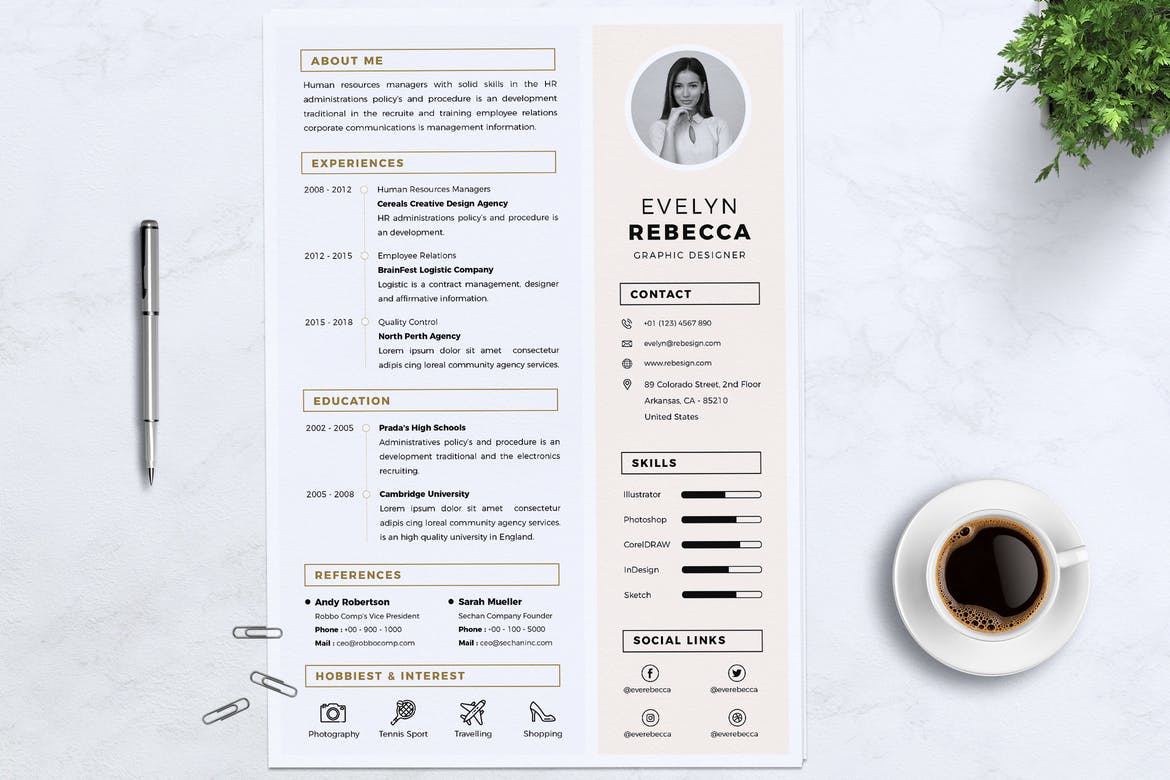 ABOUT ME
Human resources managers with solid skills in the HR
administrations policy's and procedure is an development
traditional in the recruite and training employee relations
corporate communications is management information.
EXPERIENCES
2008 - 2012
Human Resources Managers
Cereals Creative Design Agency
HR administrations policy's and procedure is
an development.
2012 - 2015
Employee Relations
BrainFest Logistic Company
Logistic is a contract management, designer
and affirmative information.
2015 - 2018
Quality Control
North Perth Agency
Lorem ipsum dolor sit amet consectetur
adipis cing loreal community agency services.
EDUCATION
2002 - 2005
Prada's High Schools
Administratives policy's and procedure is an
development traditional and the electronics
recruiting.
2005 - 2008
Cambridge University
Lorem ipsum dolor sit amet consectetur
adipis cing loreal community agency services.
is an high quality university in England.
REFERENCES
Andy Robertson
Robbo Comp's Vice President
Phone : +00 - 900 - 1000
Mail : ceo@robbocomp.com
Sarah Mueller
Sechan Company Founder
Phone : +00 - 100 - 5000
Mail : ceo@sechaninc.com
HOBBIEST & INTEREST
Photography
Tennis Sport
Travelling
Shopping
EVELYN
REBECCA
GRAPHIC DESIGNER
CONTACT
+01 (123) 4567 890
evelyn@rebesign.com
www.rebesign.com
89 Colorado Street, 2nd Floor
Arkansas, CA - 85210
United States
SKILLS
Illustrator
Photoshop
CorelDRAW
InDesign
Sketch
SOCIAL LINKS
@everebecca
@everebecca
@everebecca
@everebecca